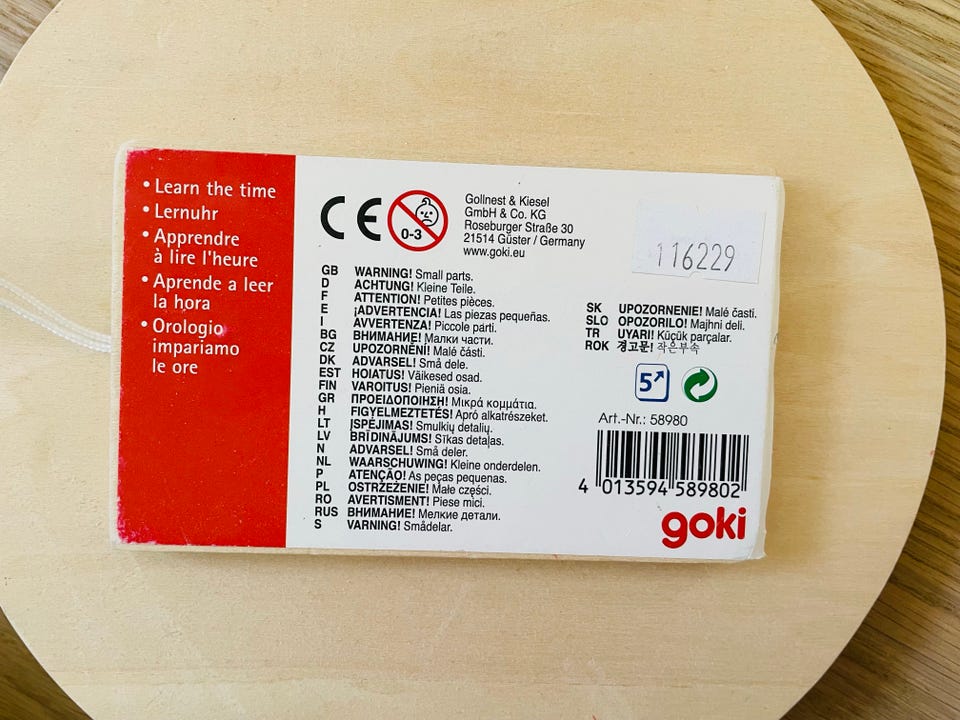 • Learn the time
• Lernuhr
• Apprendre
à lire l'heure
• Aprende a leer
la hora
• Orologio
impariamo
le ore
CE
0-3
Gollnest & Kiesel
GmbH & Co. KG
Roseburger Straße 30
21514 Güster / Germany
www.goki.eu
116229
GB WARNING! Small parts.
D ACHTUNG! Kleine Teile.
F ATTENTION! Petites pièces.
E ¡ADVERTENCIA! Las piezas pequeñas.
I AVVERTENZA! Piccole parti.
BG ВНИМАНИЕ! Малки части.
CZ UPOZORNĚNÍ! Malé části.
DK ADVARSEL! Små dele.
EST HOIATUS! Väikesed osad.
FIN VAROITUS! Pieniä osia.
GR ΠΡΟΕΙΔΟΠΟΙΗΣΗ! Μικρά κομμάτια.
H FIGYELMEZTETÉS! Apró alkatrészeket.
LT ĮSPĖJIMAS! Smulkių detalių.
LV BRĪDINĀJUMS! Sīkas detaļas.
N ADVARSEL! Små deler.
NL WAARSCHUWING! Kleine onderdelen.
P ATENÇÃO! As peças pequenas.
PL OSTRZEŻENIE! Małe części.
RO AVERTISMENT! Piese mici.
RUS ВНИМАНИЕ! Мелкие детали.
S VARNING! Smådelar.
SK UPOZORNENIE! Malé časti.
SLO OPOZORILO! Majhni deli.
TR UYARI! Küçük parçalar.
ROK 경고문! 작은부속
5
Art.-Nr.: 58980
4 013594 589802
goki